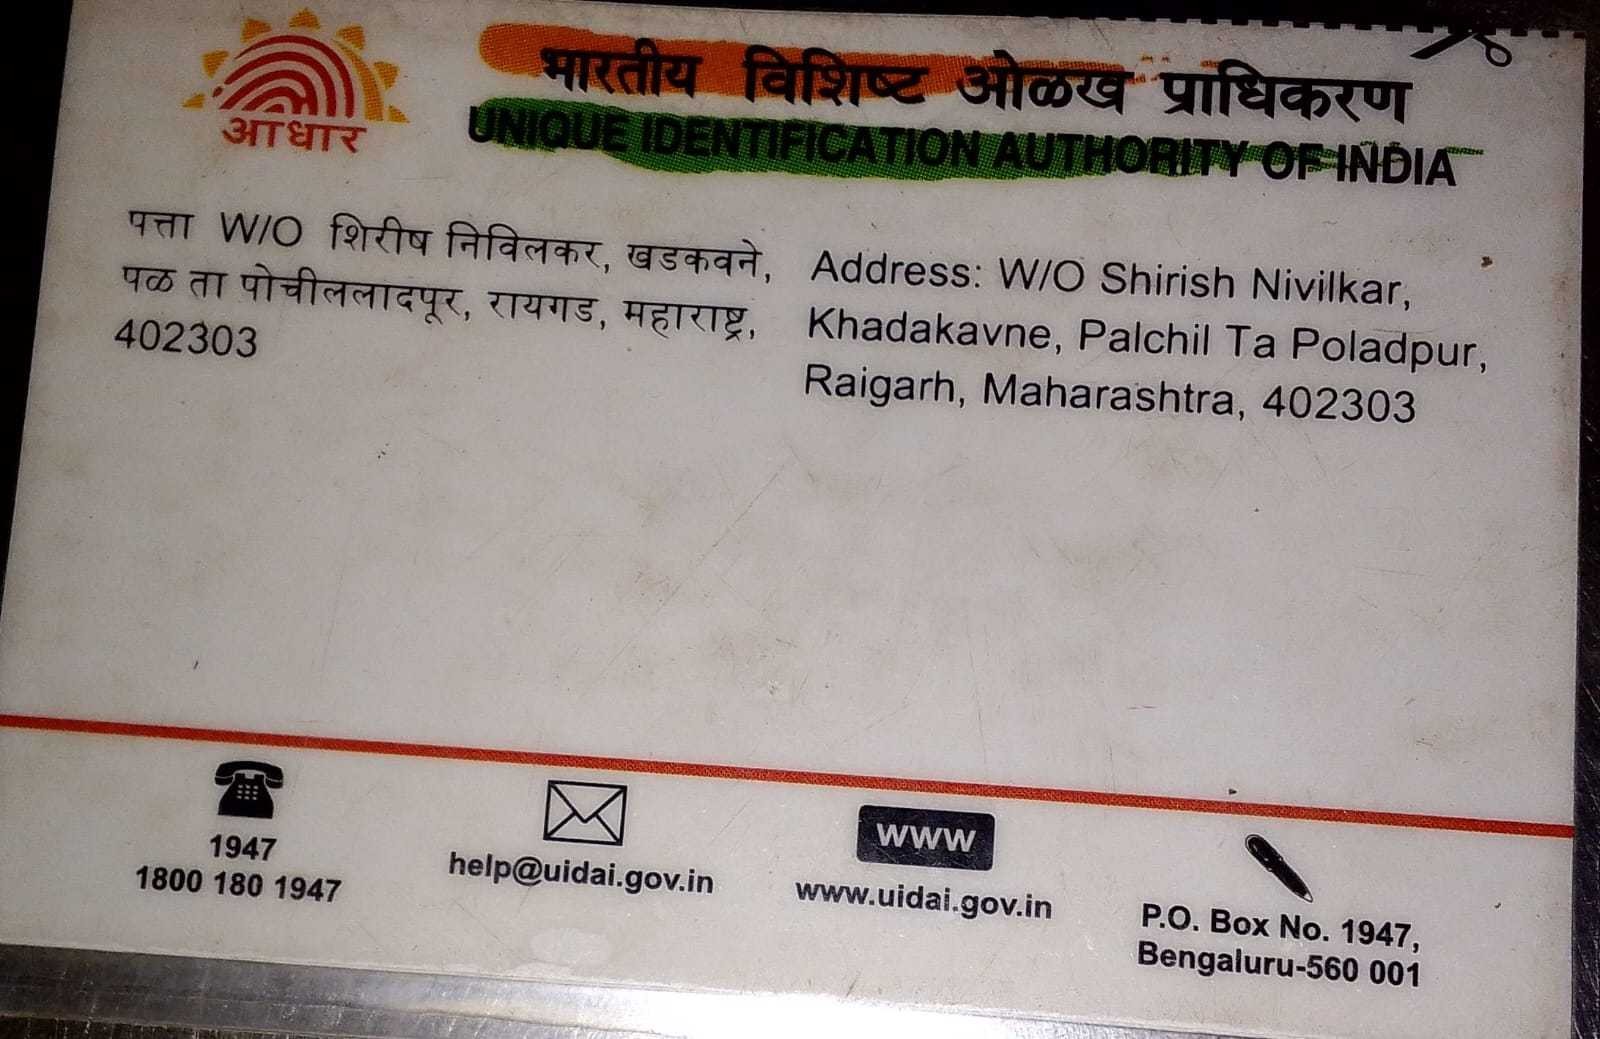 आधार
भारतीय विशिष्ट ओळख प्राधिकरण
UNIQUE IDENTIFICATION AUTHORITY OF INDIA
पत्ता W/O शिरीष निविलकर, खडकवने,
पळ ता पोचीललादपूर, रायगड, महाराष्ट्र,
402303
Address: W/O Shirish Nivilkar,
Khadakavne, Palchil Ta Poladpur,
Raigarh, Maharashtra, 402303
1947
1800 180 1947
help@uidai.gov.in
www
www.uidai.gov.in
P.O. Box No. 1947,
Bengaluru-560 001